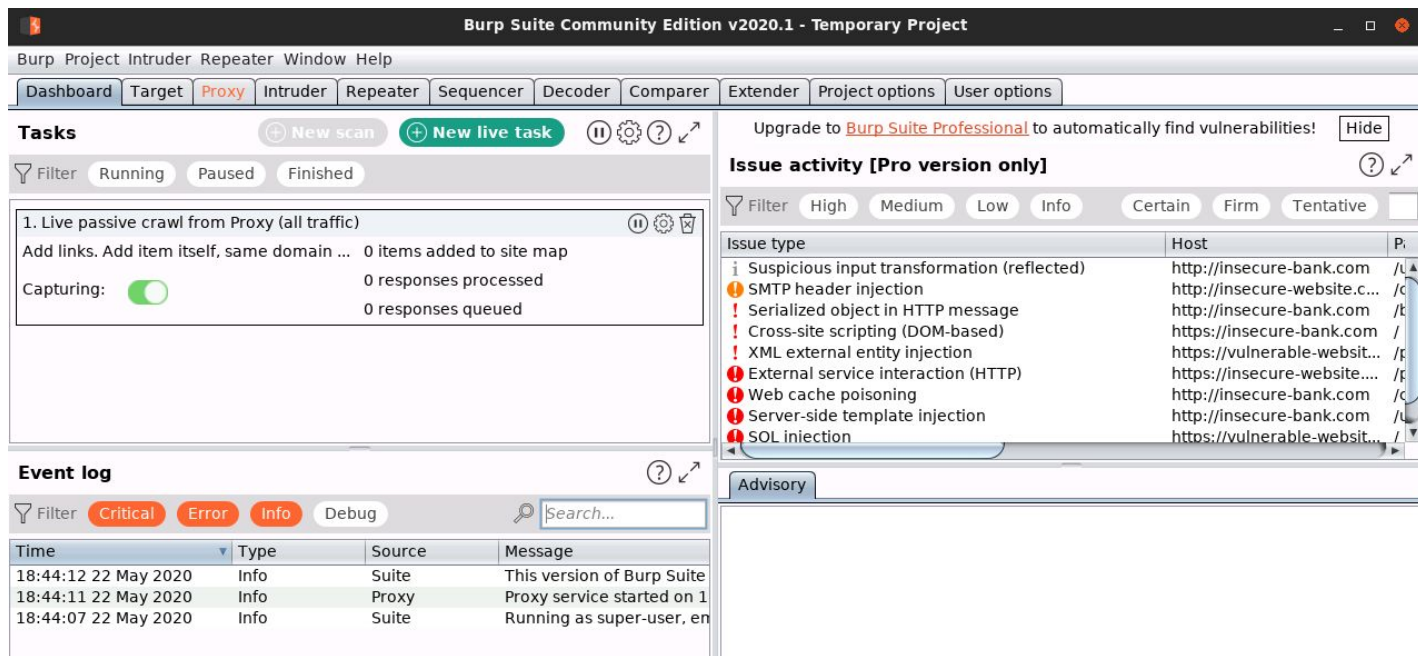 Burp Suite Community Edition v2020.1 - Temporary Project
Burp Project Intruder Repeater Window Help
Dashboard Target Proxy Intruder Repeater Sequencer Decoder Comparer Extender Project options User options
Tasks New scan New live task
Filter Running Paused Finished
1. Live passive crawl from Proxy (all traffic)
Add links. Add item itself, same domain ... 0 items added to site map
Capturing: 0 responses processed
0 responses queued
Event log
Filter Critical Error Info Debug Search...
Time Type Source Message
18:44:12 22 May 2020 Info Suite This version of Burp Suite
18:44:11 22 May 2020 Info Proxy Proxy service started on 1
18:44:07 22 May 2020 Info Suite Running as super-user, em
Upgrade to Burp Suite Professional to automatically find vulnerabilities! Hide
Issue activity [Pro version only]
Filter High Medium Low Info Certain Firm Tentative
Issue type Host
Suspicious input transformation (reflected) http://insecure-bank.com
SMTP header injection http://insecure-website.c...
Serialized object in HTTP message http://insecure-bank.com
Cross-site scripting (DOM-based) https://insecure-bank.com /
XML external entity injection https://vulnerable-websit...
External service interaction (HTTP) https://insecure-website....
Web cache poisoning http://insecure-bank.com
Server-side template injection http://insecure-bank.com
SQL injection https://vulnerable-websit... /
Advisory